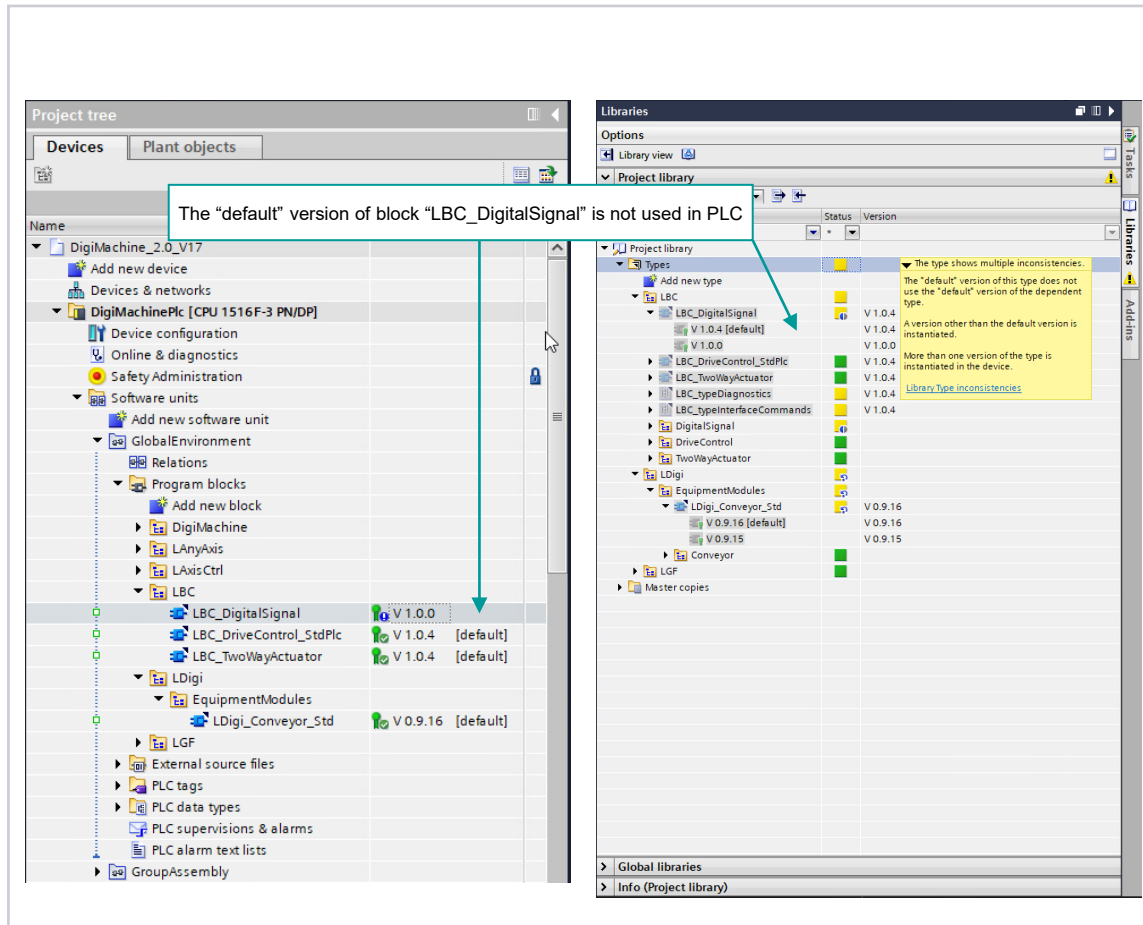 Project tree
Devices
Plant objects
The “default” version of block “LBC_DigitalSignal” is not used in PLC
Name
DigiMachine_2.0_V17
Add new device
Devices & networks
DigiMachinePlc [CPU 1516F-3 PN/DP]
Device configuration
Online & diagnostics
Safety Administration
Software units
Add new software unit
GlobalEnvironment
Relations
Program blocks
Add new block
DigiMachine
LAnyAxis
LAxisCtrl
LBC
LBC_DigitalSignal V 1.0.0
LBC_DriveControl_StdPlc V 1.0.4 [default]
LBC_TwoWayActuator V 1.0.4 [default]
LDigi
EquipmentModules
LDigi_Conveyor_Std V 0.9.16 [default]
LGF
External source files
PLC tags
PLC data types
PLC supervisions & alarms
PLC alarm text lists
GroupAssembly
Libraries
Options
Library view
Project library
Status Version
Project library
Types
Add new type
LBC
LBC_DigitalSignal V 1.0.4
V 1.0.4 [default] V 1.0.4
V 1.0.0 V 1.0.0
LBC_DriveControl_StdPlc V 1.0.4
LBC_TwoWayActuator V 1.0.4
LBC_typeDiagnostics V 1.0.4
LBC_typeInterfaceCommands V 1.0.4
DigitalSignal
DriveControl
TwoWayActuator
LDigi
EquipmentModules
LDigi_Conveyor_Std V 0.9.16
V 0.9.16 [default] V 0.9.16
V 0.9.15 V 0.9.15
Conveyor
LGF
Master copies
The type shows multiple inconsistencies.
The "default" version of this type does not
use the "default" version of the dependent
type.
A version other than the default version is
instantiated.
More than one version of the type is
instantiated in the device.
Library Type inconsistencies
Global libraries
Info (Project library)
Tasks
Libraries
Add-ins